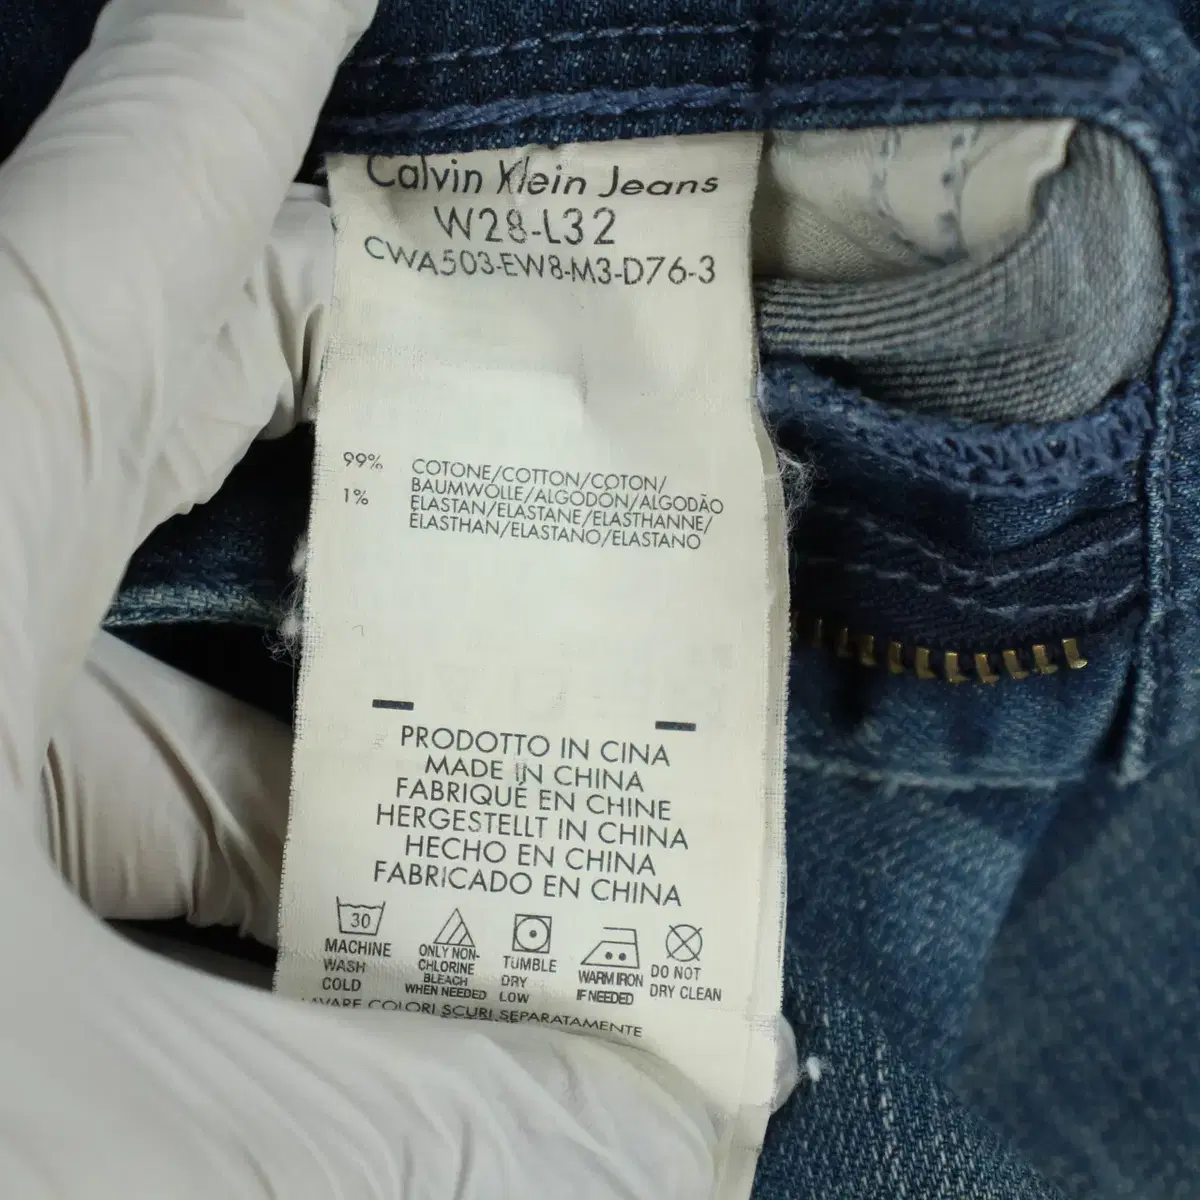 Calvin Klein Jeans
W28-L32
CWA503-EW8-M3-D76-3
99% COTONE/COTTON/COTON/
BAUMWOLLE/ALGODÓN/ALGODÃO
1% ELASTAN/ELASTANE/ELASTHANNE/
ELASTHAN/ELASTANO/ELASTANO
PRODOTTO IN CINA
MADE IN CHINA
FABRIQUÉ EN CHINE
HERGESTELLT IN CHINA
HECHO EN CHINA
FABRICADO EN CHINA
30
MACHINE
WASH
COLD
ONLY NON-
CHLORINE
BLEACH
WHEN NEEDED
TUMBLE
DRY
LOW
WARM IRON
IF NEEDED
DO NOT
DRY CLEAN
LAVARE COLORI SCURI SEPARATAMENTE